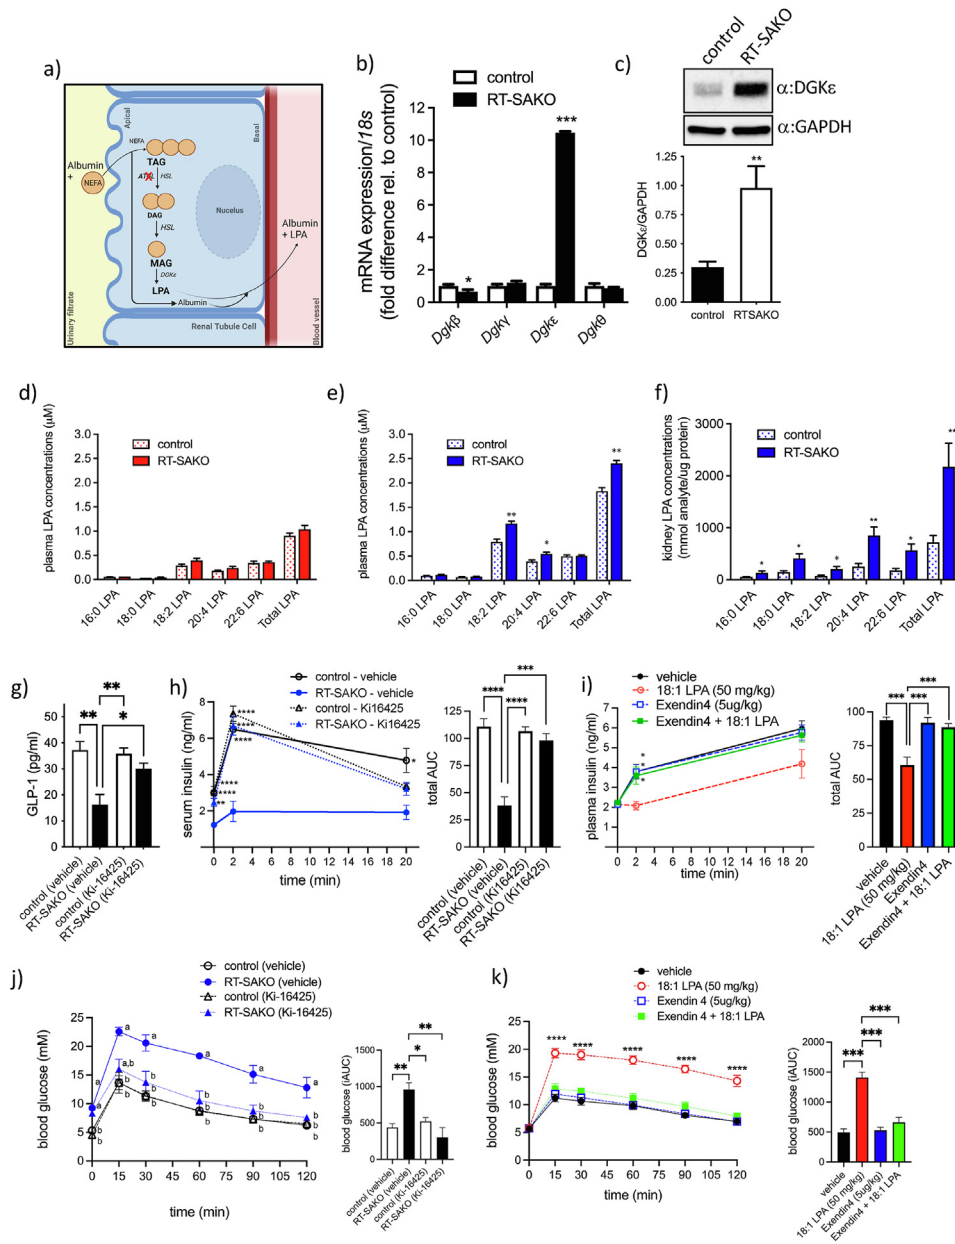 a)
Apical
Basal
NEFA
Albumin
+
NEFA
TAG
HSL
DAG
HSL
MAG
DGKε
LPA
Albumin
Nucelus
Albumin
+ LPA
Renal Tubule Cell
Urinary filtrate
Blood vessel
b)
control
RT-SAKO
mRNA expression/18s
(fold difference rel. to control)
12
10
8
6
4
2
0
*
***
Dgkβ
Dgkγ
Dgkε
Dgkθ
c)
control
RT-SAKO
α:DGKε
α:GAPDH
DGKε/GAPDH
1.25
1.00
0.75
0.50
0.25
0.00
**
control
RTSAKO
d)
plasma LPA concentrations (μM)
control
RT-SAKO
3.0
2.5
2.0
1.5
1.0
0.5
0.0
16:0 LPA
18:0 LPA
18:2 LPA
20:4 LPA
22:6 LPA
Total LPA
e)
plasma LPA concentrations (μM)
control
RT-SAKO
3.0
2.5
2.0
1.5
1.0
0.5
0.0
**
*
**
16:0 LPA
18:0 LPA
18:2 LPA
20:4 LPA
22:6 LPA
Total LPA
f)
kidney LPA concentrations
(mmol analyte/ug protein)
control
RT-SAKO
3000
2000
1000
0
*
*
*
**
*
**
16:0 LPA
18:0 LPA
18:2 LPA
20:4 LPA
22:6 LPA
Total LPA
g)
GLP-1 (pg/ml)
50
40
30
20
10
0
**
**
*
control (vehicle)
RT-SAKO (vehicle)
control (Ki-16425)
RT-SAKO (Ki-16425)
h)
control - vehicle
RT-SAKO - vehicle
control - Ki16425
RT-SAKO - Ki16425
serum insulin (ng/ml)
10
8
6
4
2
0
****
****
****
****
****
**
*
0 2 4 6 8 10 12 14 16 18 20
time (min)
total AUC
125
100
75
50
25
0
***
****
****
control (vehicle)
RT-SAKO (vehicle)
control (Ki16425)
RT-SAKO (Ki16425)
i)
vehicle
18:1 LPA (50 mg/kg)
Exendin4 (5ug/kg)
Exendin4 + 18:1 LPA
plasma insulin (ng/ml)
7
6
5
4
3
2
1
0
*
*
0 2 4 6 8 10 12 14 16 18 20
time (min)
total AUC
125
100
75
50
25
0
***
*** ***
vehicle
18:1 LPA (50 mg/kg)
Exendin4
Exendin4 + 18:1 LPA
j)
control (vehicle)
RT-SAKO (vehicle)
control (Ki-16425)
RT-SAKO (Ki-16425)
blood glucose (mM)
25
20
15
10
5
0
a
a
a
a
a
a
a,b
b
b
b
b
b
b
b
b
b
b
0 15 30 45 60 75 90 105 120
time (min)
blood glucose (iAUC)
1500
1000
500
0
**
*
**
control (vehicle)
RT-SAKO (vehicle)
control (Ki-16425)
RT-SAKO (Ki-16425)
k)
vehicle
18:1 LPA (50 mg/kg)
Exendin 4 (5ug/kg)
Exendin 4 + 18:1 LPA
blood glucose (mM)
25
20
15
10
5
0
****
****
****
****
****
0 15 30 45 60 75 90 105 120
time (min)
blood glucose (iAUC)
2000
1500
1000
500
0
***
***
***
vehicle
18:1 LPA (50 mg/kg)
Exendin4 (5ug/kg)
Exendin4 + 18:1 LPA